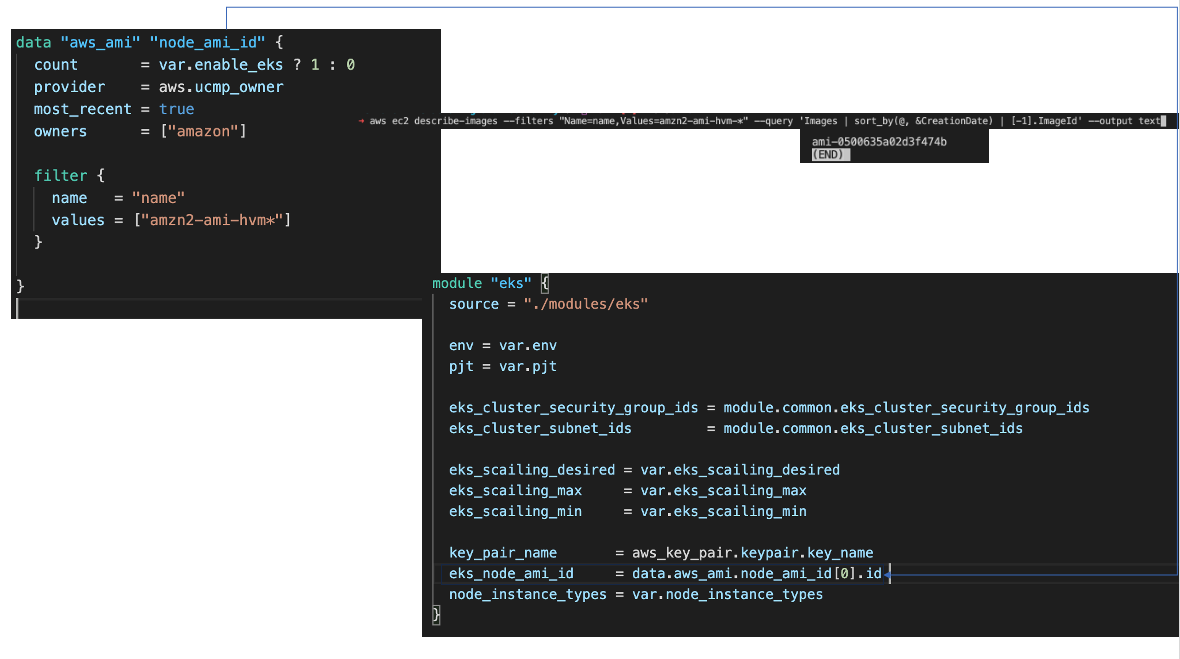 data "aws_ami" "node_ami_id" {
count = var.enable_eks ? 1 : 0
provider = aws.ucmp_owner
most_recent = true
owners = ["amazon"]
filter {
name = "name"
values = ["amzn2-ami-hvm*"]
}
}
→ aws ec2 describe-images --filters "Name=name,Values=amzn2-ami-hvm-*" --query 'Images | sort_by(@, &CreationDate) | [-1].ImageId' --output text
ami-0500635a02d3f474b
(END)
module "eks" {
source = "./modules/eks"
env = var.env
pjt = var.pjt
eks_cluster_security_group_ids = module.common.eks_cluster_security_group_ids
eks_cluster_subnet_ids = module.common.eks_cluster_subnet_ids
eks_scailing_desired = var.eks_scailing_desired
eks_scailing_max = var.eks_scailing_max
eks_scailing_min = var.eks_scailing_min
key_pair_name = aws_key_pair.keypair.key_name
eks_node_ami_id = data.aws_ami.node_ami_id[0].id
node_instance_types = var.node_instance_types
}